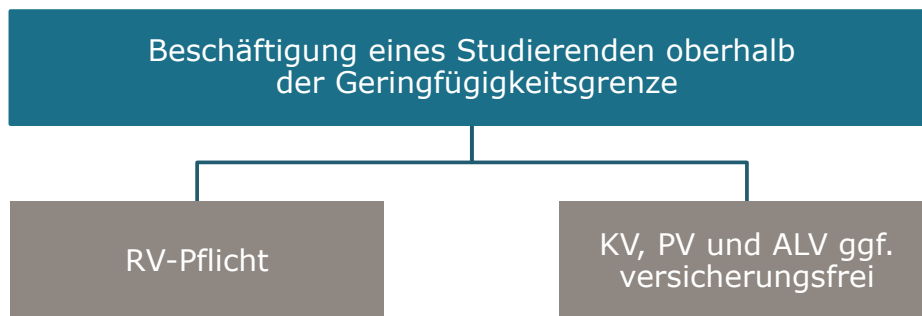 Beschäftigung eines Studierenden oberhalb
der Geringfügigkeitsgrenze
RV-Pflicht
KV, PV und ALV ggf.
versicherungsfrei